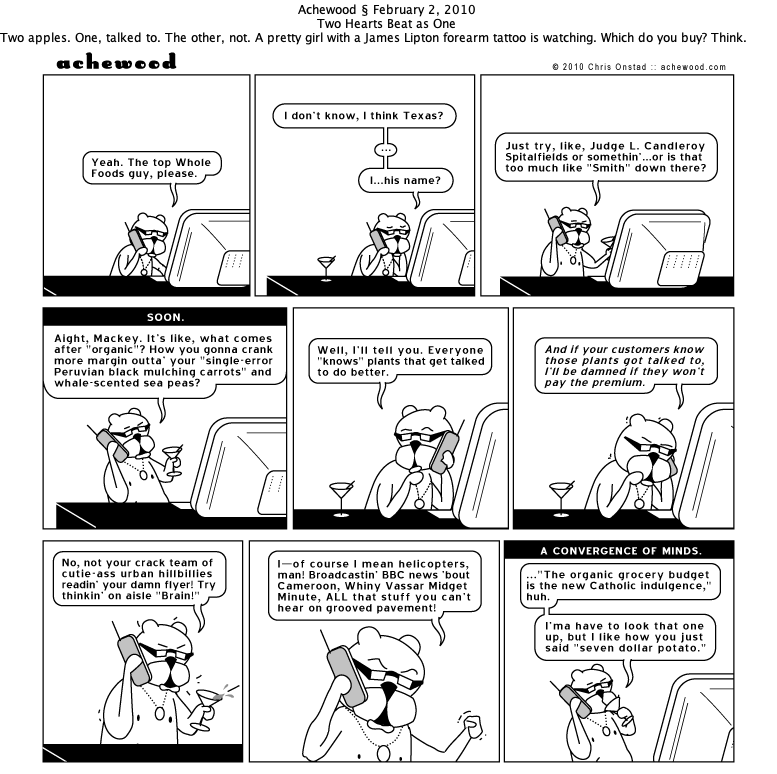 Achewood § February 2, 2010
Two Hearts Beat as One
Two apples. One, talked to. The other, not. A pretty girl with a James Lipton forearm tattoo is watching. Which do you buy? Think.
achewood
© 2010 Chris Onstad :: achewood.com
Yeah. The top Whole
Foods guy, please.
I don't know, I think Texas?
...
I...his name?
Just try, like, Judge L. Candleroy
Spitalfields or somethin'...or is that
too much like "Smith" down there?
SOON.
Aight, Mackey. It's like, what comes
after "organic"? How you gonna crank
more margin outta' your "single-error
Peruvian black mulching carrots" and
whale-scented sea peas?
Well, I'll tell you. Everyone
"knows" plants that get talked
to do better.
And if your customers know
those plants got talked to,
I'll be damned if they won't
pay the premium.
No, not your crack team of
cutie-ass urban hillbillies
readin' your damn flyer! Try
thinkin' on aisle "Brain!"
I—of course I mean helicopters,
man! Broadcastin' BBC news 'bout
Cameroon, Whiny Vassar Midget
Minute, ALL that stuff you can't
hear on grooved pavement!
A CONVERGENCE OF MINDS.
..."The organic grocery budget
is the new Catholic indulgence,"
huh.
I'ma have to look that one
up, but I like how you just
said "seven dollar potato."